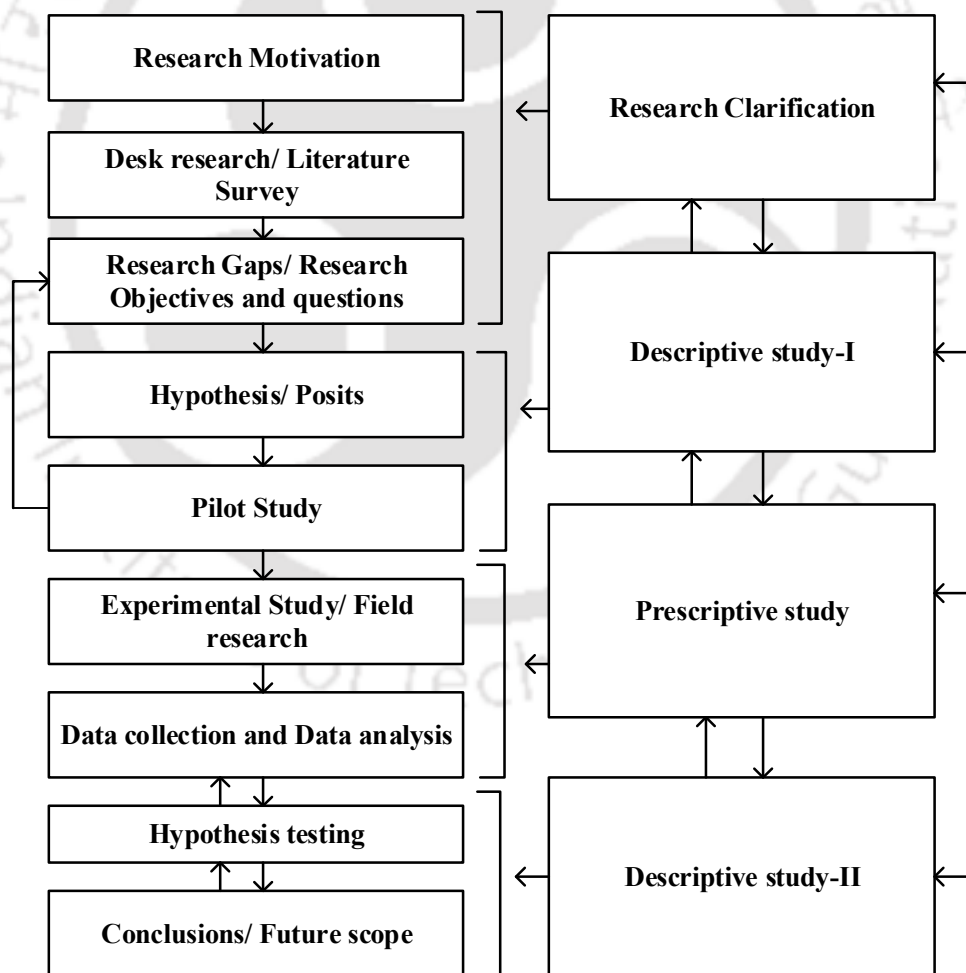 Research Motivation
Desk research/ Literature
Survey
Research Gaps/ Research
Objectives and questions
Hypothesis/ Posits
Pilot Study
Experimental Study/ Field
research
Data collection and Data analysis
Hypothesis testing
Conclusions/ Future scope
Research Clarification
Descriptive study-I
Prescriptive study
Descriptive study-II
of Tech